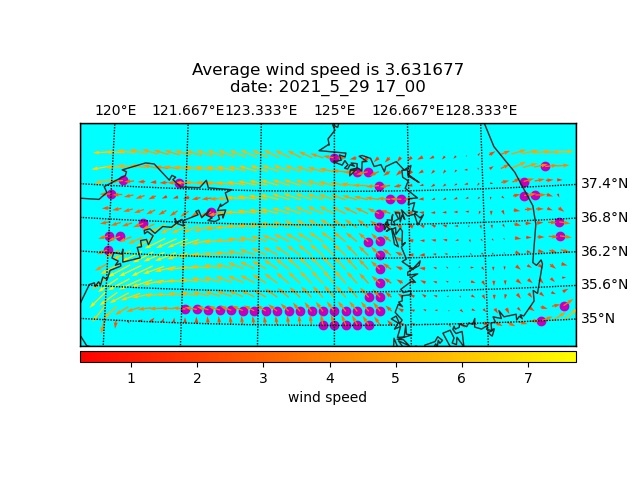 Average wind speed is 3.631677
date: 2021_5_29 17_00
120°E 121.667°E 123.333°E 125°E 126.667°E 128.333°E
37.4°N
36.8°N
36.2°N
35.6°N
35°N
1 2 3 4 5 6 7
wind speed